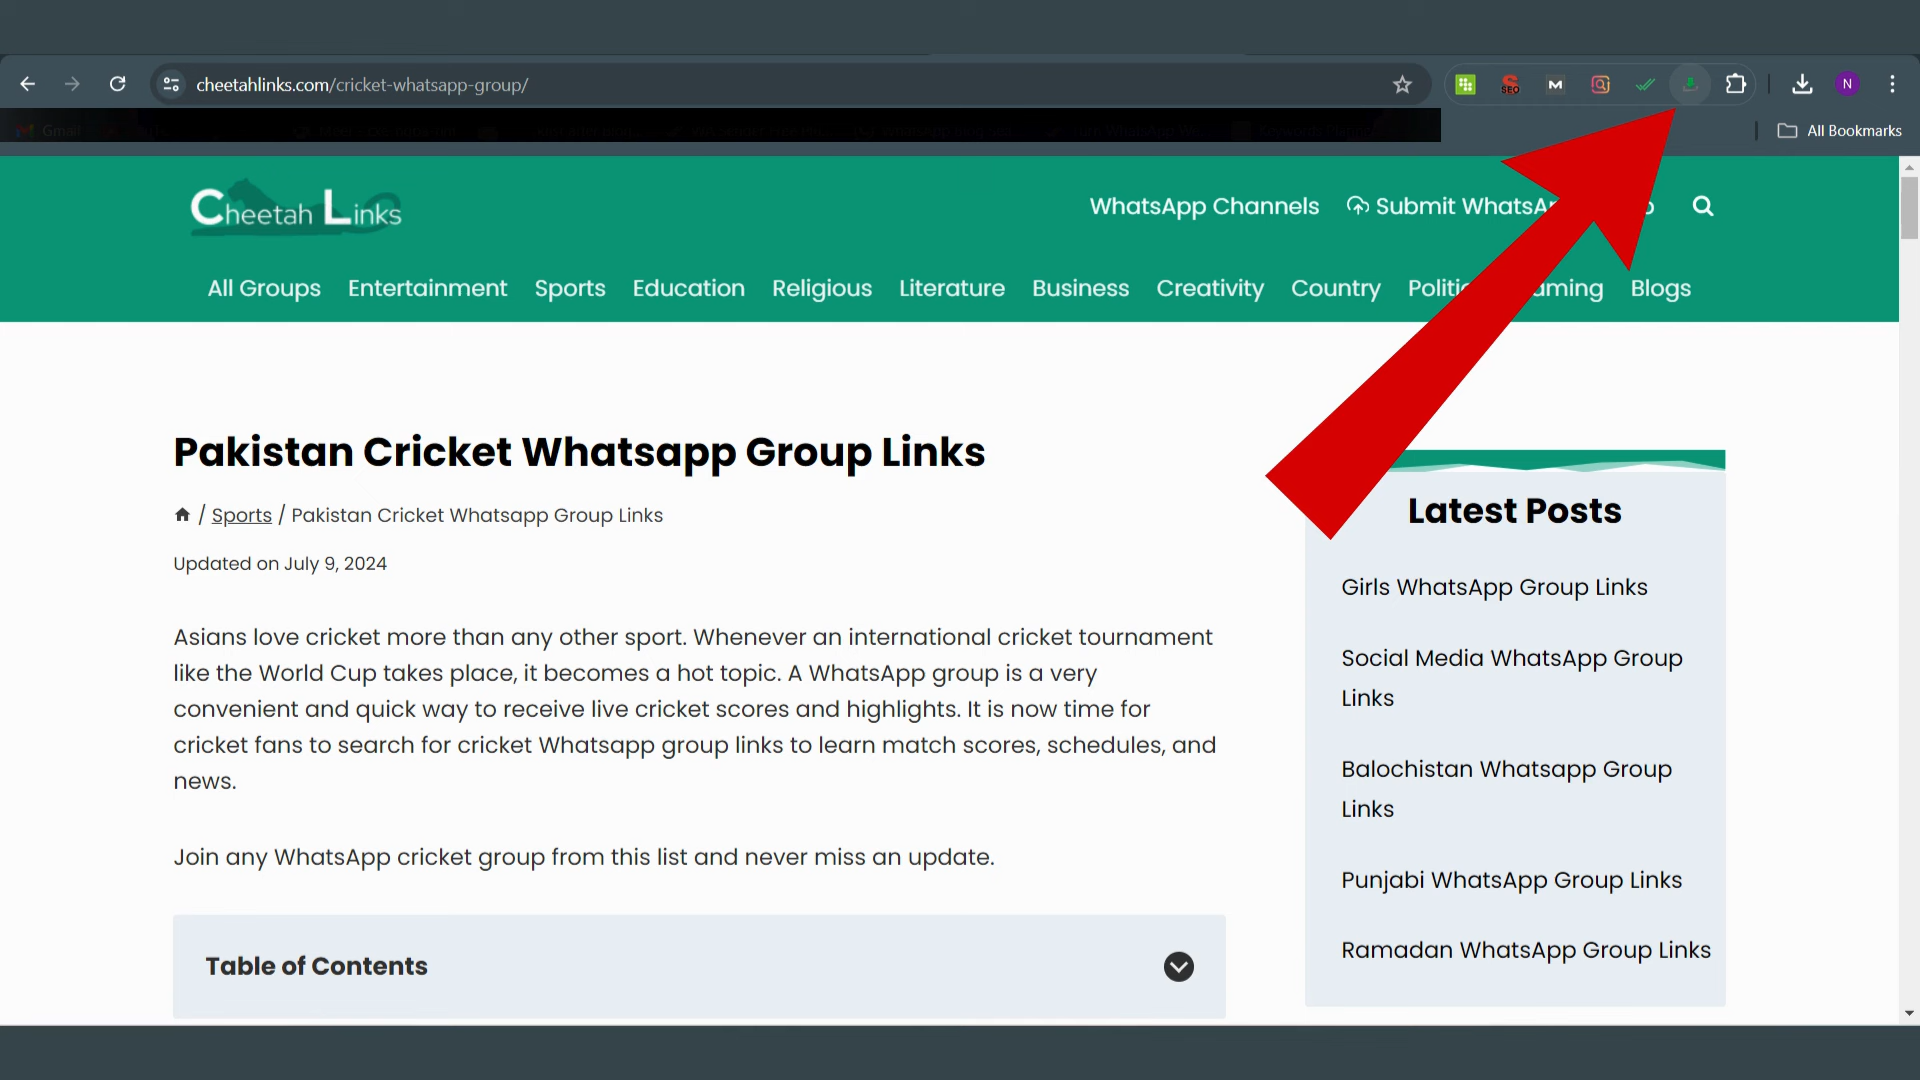 cheetahlinks.com/cricket-whatsapp-group/
SEO
M
N
Gmail
All Bookmarks
Cheetah Links
WhatsApp Channels
Submit
All Groups
Entertainment
Sports
Education
Religious
Literature
Business
Creativity
Country
Blogs
Pakistan Cricket Whatsapp Group Links
/ Sports / Pakistan Cricket Whatsapp Group Links
Updated on July 9, 2024
Asians love cricket more than any other sport. Whenever an international cricket tournament
like the World Cup takes place, it becomes a hot topic. A WhatsApp group is a very
convenient and quick way to receive live cricket scores and highlights. It is now time for
cricket fans to search for cricket Whatsapp group links to learn match scores, schedules, and
news.
Join any WhatsApp cricket group from this list and never miss an update.
Table of Contents
Latest Posts
Girls WhatsApp Group Links
Social Media WhatsApp Group
Links
Balochistan Whatsapp Group
Links
Punjabi WhatsApp Group Links
Ramadan WhatsApp Group Links